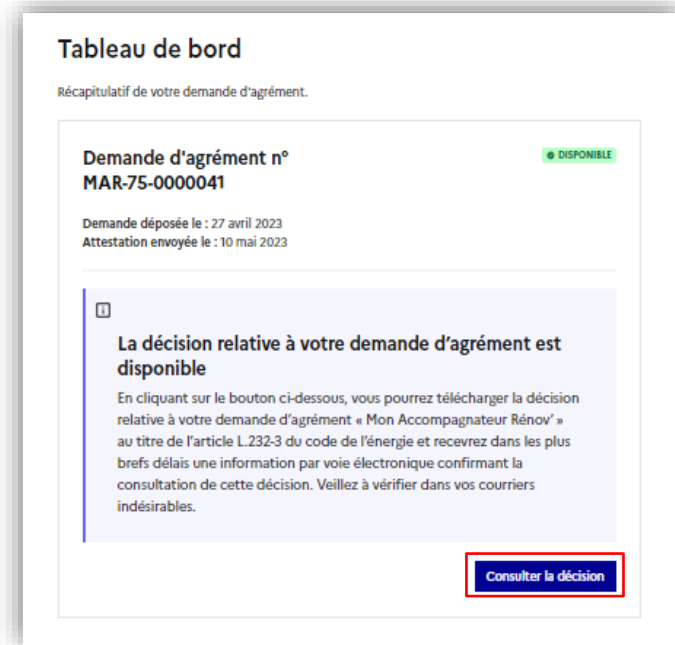 Tableau de bord
Récapitulatif de votre demande d'agrément.
Demande d'agrément n°
MAR-75-0000041
DISPONIBLE
Demande déposée le : 27 avril 2023
Attestation envoyée le : 10 mai 2023
La décision relative à votre demande d’agrément est
disponible
En cliquant sur le bouton ci-dessous, vous pourrez télécharger la décision
relative à votre demande d’agrément « Mon Accompagnateur Rénov’ »
au titre de l’article L.232-3 du code de l’énergie et recevrez dans les plus
brefs délais une information par voie électronique confirmant la
consultation de cette décision. Veillez à vérifier dans vos courriers
indésirables.
Consulter la décision